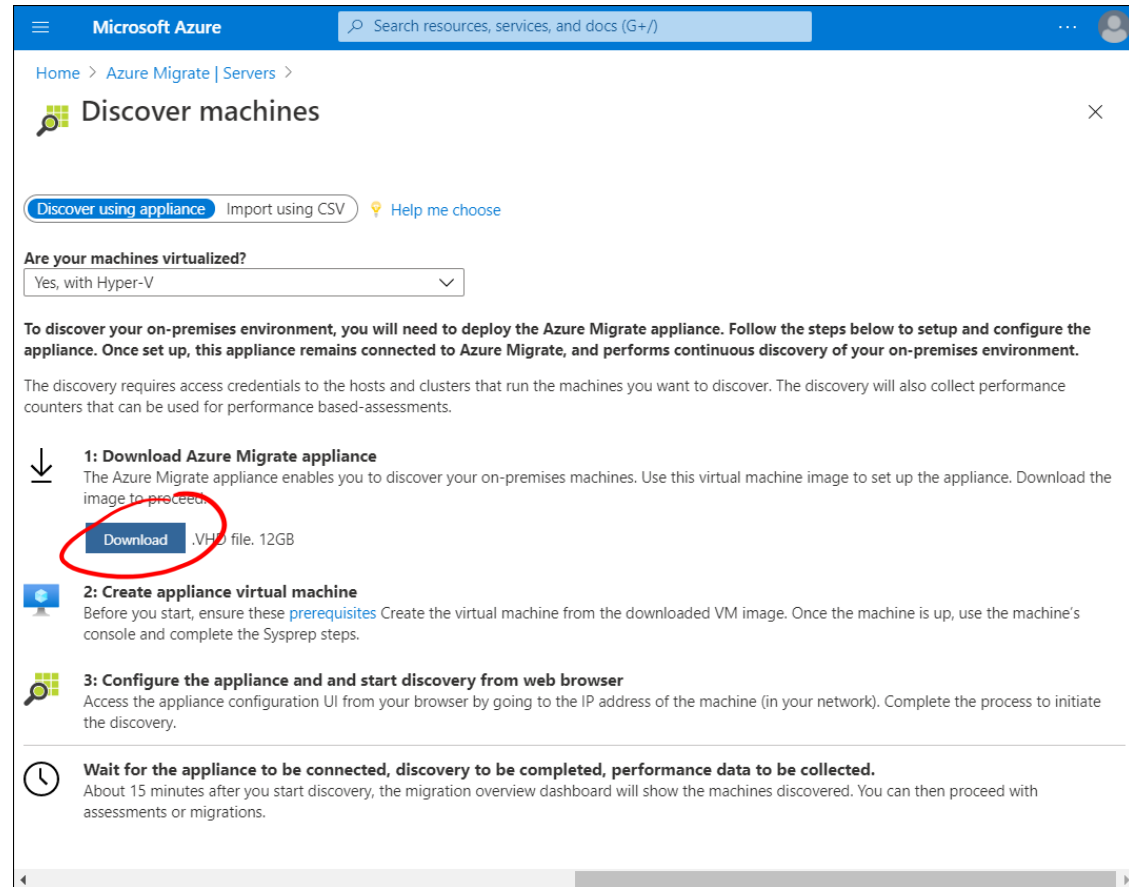 Microsoft Azure
Search resources, services, and docs (G+/)
...
Home > Azure Migrate | Servers >
Discover machines
Discover using appliance Import using CSV Help me choose
Are your machines virtualized?
Yes, with Hyper-V
To discover your on-premises environment, you will need to deploy the Azure Migrate appliance. Follow the steps below to setup and configure the
appliance. Once set up, this appliance remains connected to Azure Migrate, and performs continuous discovery of your on-premises environment.
The discovery requires access credentials to the hosts and clusters that run the machines you want to discover. The discovery will also collect performance
counters that can be used for performance based-assessments.
1: Download Azure Migrate appliance
The Azure Migrate appliance enables you to discover your on-premises machines. Use this virtual machine image to set up the appliance. Download the
image to proceed.
Download .VHD file. 12GB
2: Create appliance virtual machine
Before you start, ensure these prerequisites Create the virtual machine from the downloaded VM image. Once the machine is up, use the machine's
console and complete the Sysprep steps.
3: Configure the appliance and and start discovery from web browser
Access the appliance configuration UI from your browser by going to the IP address of the machine (in your network). Complete the process to initiate
the discovery.
Wait for the appliance to be connected, discovery to be completed, performance data to be collected.
About 15 minutes after you start discovery, the migration overview dashboard will show the machines discovered. You can then proceed with
assessments or migrations.